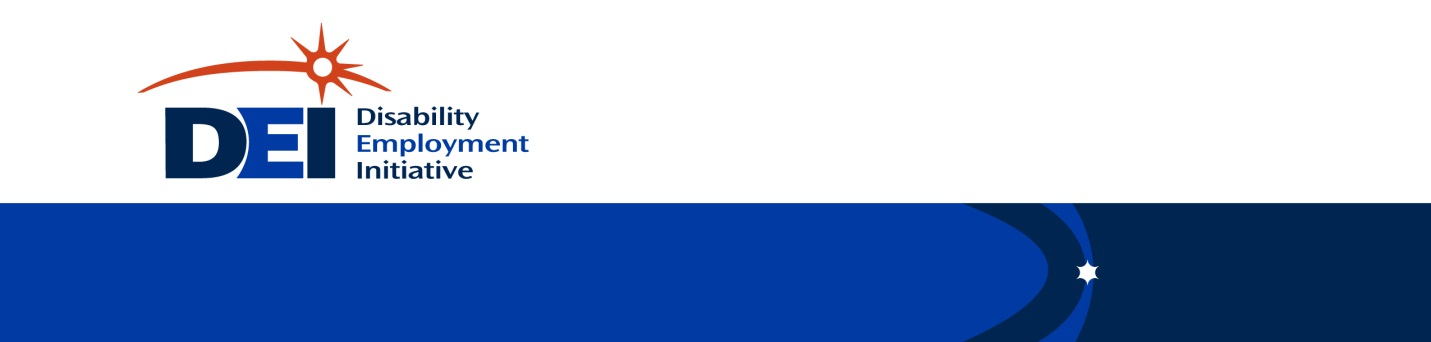 DEI
Disability
Employment
Initiative